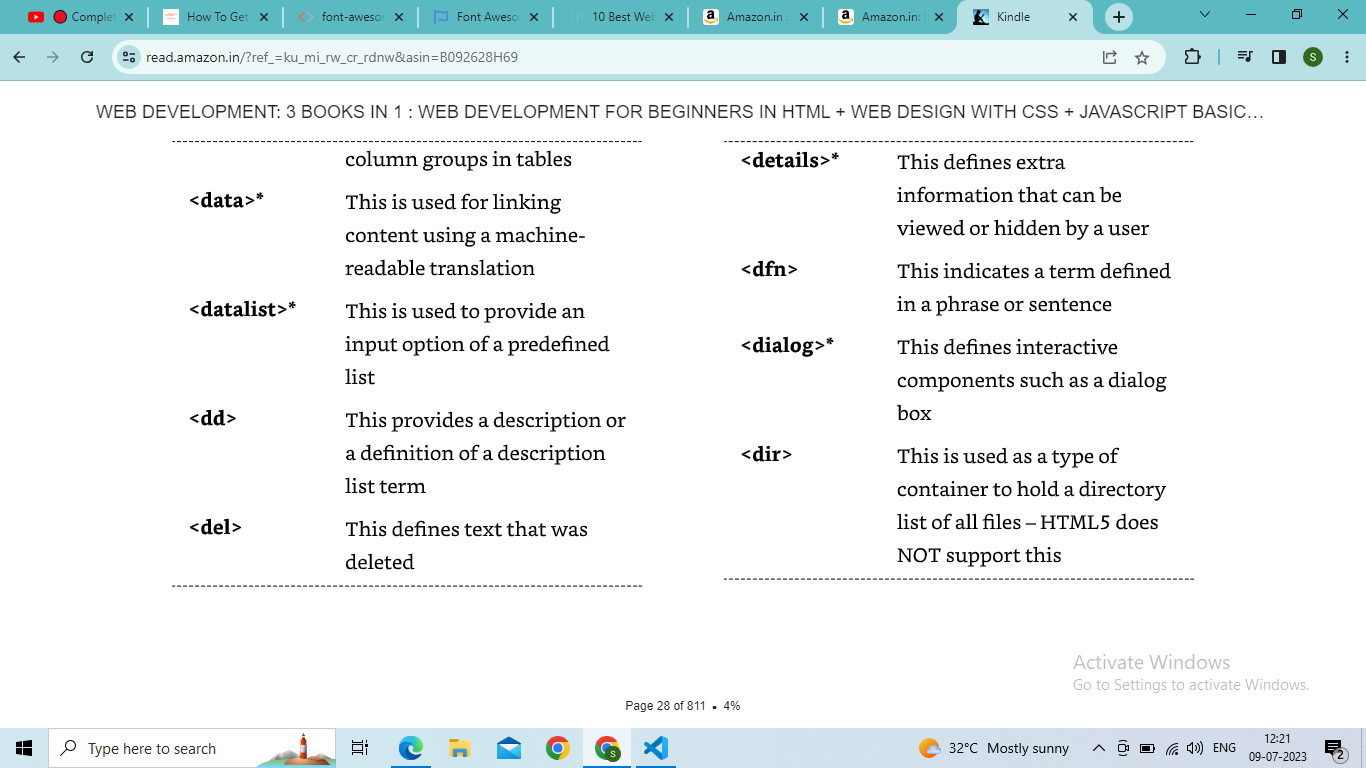 Complet
How To Get
font-awesor
Font Aweso
10 Best Web
Amazon.in :
Amazon.in:
Kindle
read.amazon.in/?ref_=ku_mi_rw_cr_rdnw&asin=B092628H69
S
WEB DEVELOPMENT: 3 BOOKS IN 1 : WEB DEVELOPMENT FOR BEGINNERS IN HTML + WEB DESIGN WITH CSS + JAVASCRIPT BASIC…
column groups in tables
<data>* This is used for linking
content using a machine-
readable translation
<datalist>* This is used to provide an
input option of a predefined
list
<dd> This provides a description or
a definition of a description
list term
<del> This defines text that was
deleted
<details>* This defines extra
information that can be
viewed or hidden by a user
<dfn> This indicates a term defined
in a phrase or sentence
<dialog>* This defines interactive
components such as a dialog
box
<dir> This is used as a type of
container to hold a directory
list of all files – HTML5 does
NOT support this
Activate Windows
Go to Settings to activate Windows.
Page 28 of 811 • 4%
Type here to search
32°C Mostly sunny
ENG
12:21
09-07-2023
2